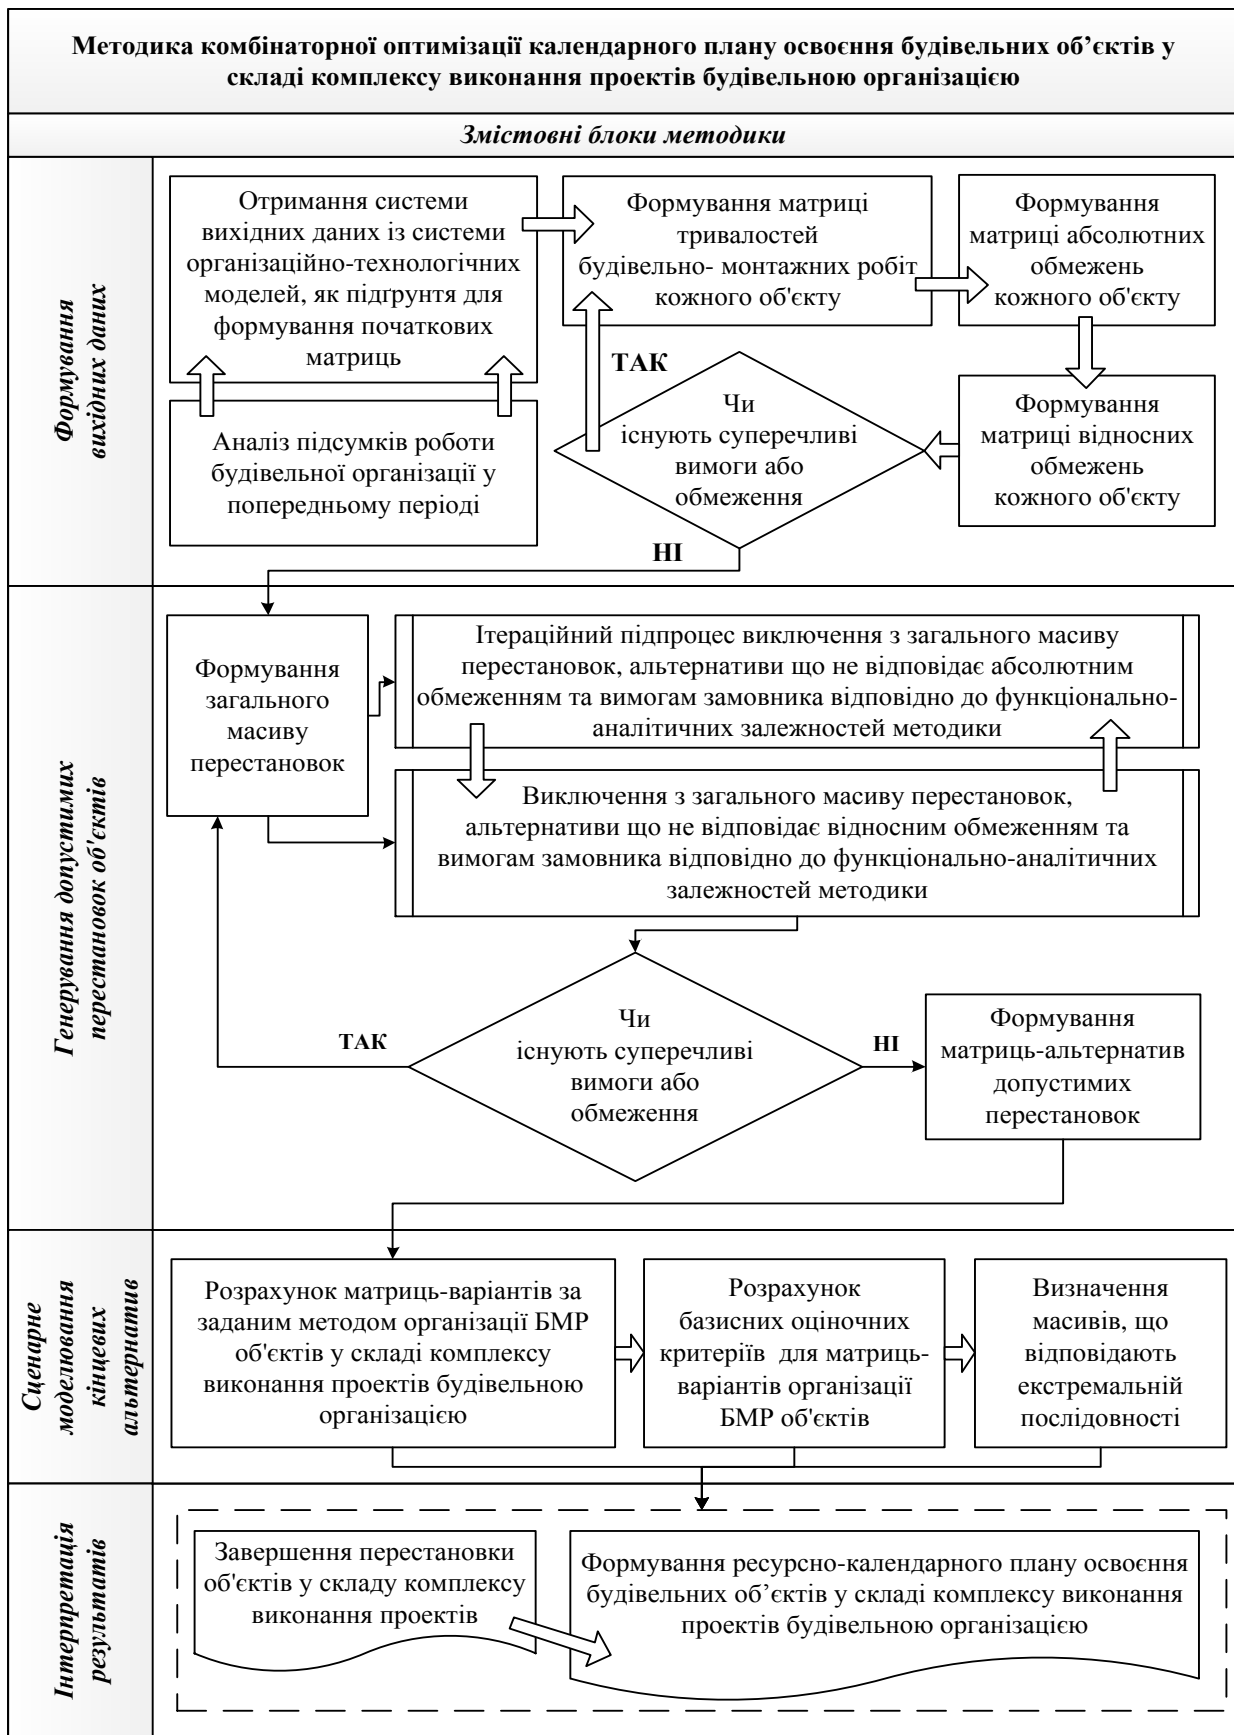 Методика комбінаторної оптимізації календарного плану освоєння будівельних об’єктів у
складі комплексу виконання проектів будівельною організацією
Змістовні блоки методики
Формування
вихідних даних
Отримання системи
вихідних даних із системи
організаційно-технологічних
моделей, як підґрунтя для
формування початкових
матриць
Формування матриці
тривалостей
будівельно- монтажних робіт
кожного об'єкту
Формування
матриці абсолютних
обмежень
кожного об'єкту
Аналіз підсумків роботи
будівельної організації у
попередньому періоді
ТАК
Чи
існують суперечливі
вимоги або
обмеження
НІ
Формування
матриці відносних
обмежень
кожного об'єкту
Генерування допустимих
перестановок об'єктів
Формування
загального
масиву
перестановок
Ітераційний підпроцес виключення з загального масиву
перестановок, альтернативи що не відповідає абсолютним
обмеженням та вимогам замовника відповідно до функціонально-
аналітичних залежностей методики
Виключення з загального масиву перестановок,
альтернативи що не відповідає відносним обмеженням та
вимогам замовника відповідно до функціонально-аналітичних
залежностей методики
ТАК
Чи
існують суперечливі
вимоги або
обмеження
НІ
Формування
матриць-альтернатив
допустимих
перестановок
Сценарне
моделювання
кінцевих
альтернатив
Розрахунок матриць-варіантів за
заданим методом організації БМР
об'єктів у складі комплексу
виконання проектів будівельною
організацією
Розрахунок
базисних оціночних
критеріїв для матриць-
варіантів організації
БМР об'єктів
Визначення
масивів, що
відповідають
екстремальній
послідовності
Інтерпретація
результатів
Завершення перестановки
об'єктів у складу комплексу
виконання проектів
Формування ресурсно-календарного плану освоєння
будівельних об’єктів у складі комплексу виконання
проектів будівельною організацією